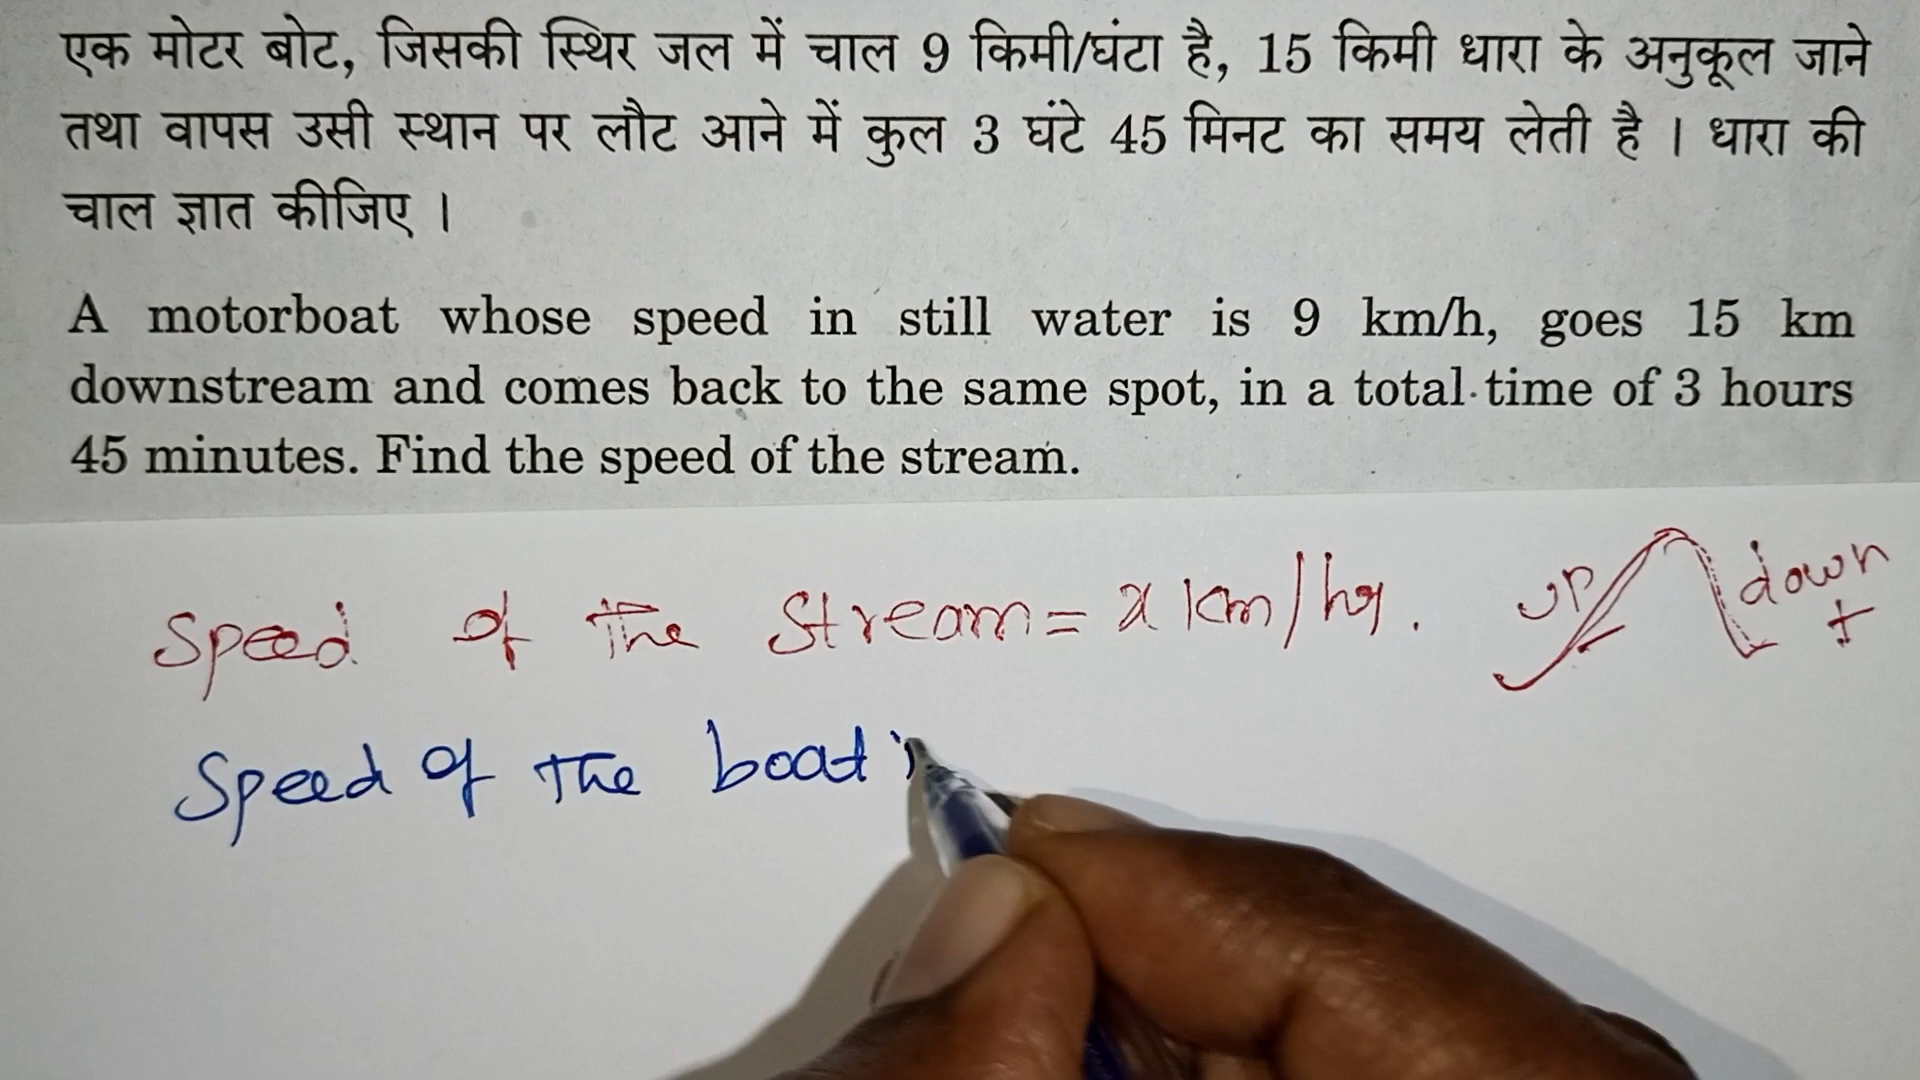 एक मोटर बोट, जिसकी स्थिर जल में चाल 9 किमी/घंटा है, 15 किमी धारा के अनुकूल जाने
तथा वापस उसी स्थान पर लौट आने में कुल 3 घंटे 45 मिनट का समय लेती है । धारा की
चाल ज्ञात कीजिए ।
A motorboat whose speed in still water is 9 km/h, goes 15 km
downstream and comes back to the same spot, in a total time of 3 hours
45 minutes. Find the speed of the stream.
Speed of The Stream = x km/hr.
up
down
+
Speed of The boat i